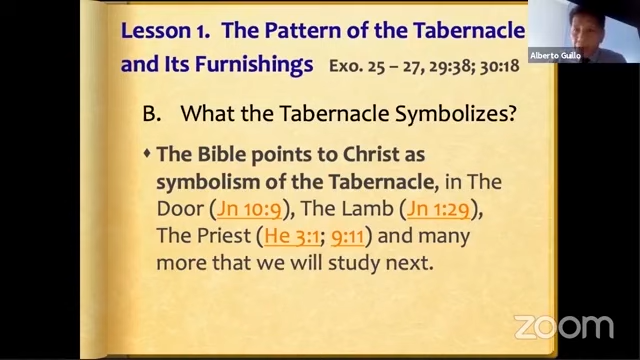 Lesson 1. The Pattern of the Tabernacle
and Its Furnishings Exo. 25 – 27, 29:38; 30:18
Alberto Guilo
B. What the Tabernacle Symbolizes?
♦ The Bible points to Christ as
symbolism of the Tabernacle, in The
Door (Jn 10:9), The Lamb (Jn 1:29),
The Priest (He 3:1; 9:11) and many
more that we will study next.
zoom